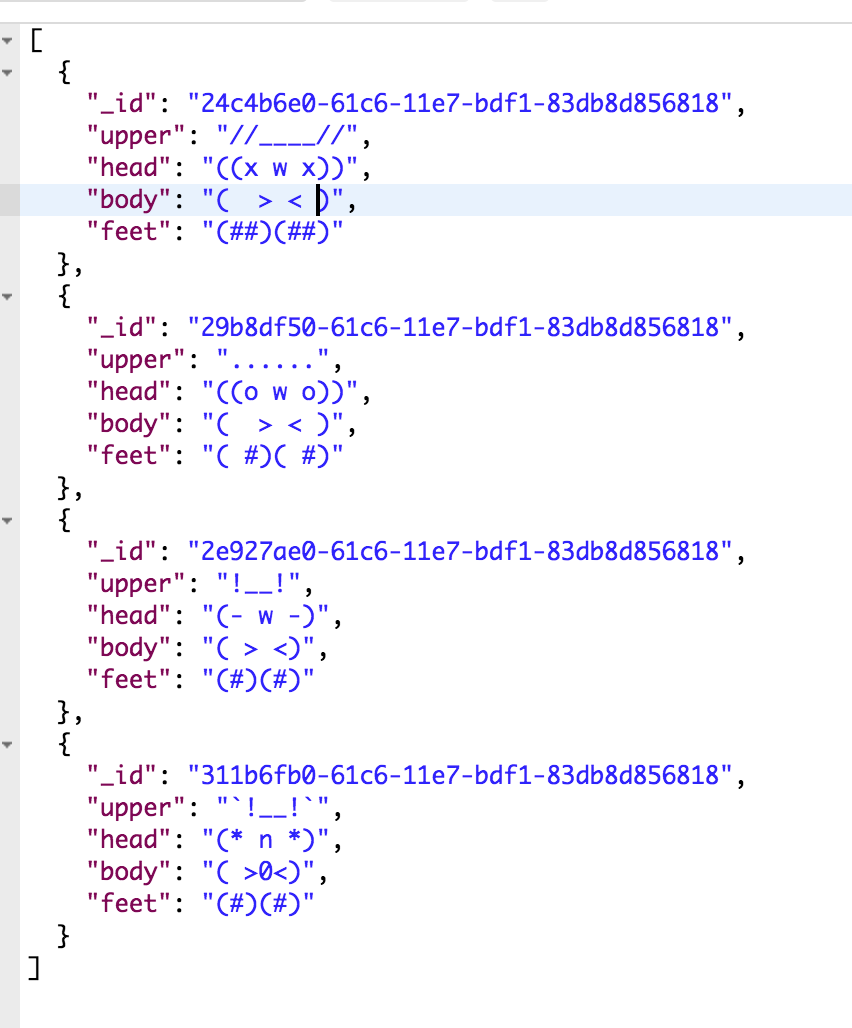 [
  {
    "_id": "24c4b6e0-61c6-11e7-bdf1-83db8d856818",
    "upper": "//____//",
    "head": "((x w x))",
    "body": "(  > < )",
    "feet": "(##)(##)"
  },
  {
    "_id": "29b8df50-61c6-11e7-bdf1-83db8d856818",
    "upper": "......",
    "head": "((o w o))",
    "body": "(  > < )",
    "feet": "( #)( #)"
  },
  {
    "_id": "2e927ae0-61c6-11e7-bdf1-83db8d856818",
    "upper": "!__!",
    "head": "(- w -)",
    "body": "( > <)",
    "feet": "(#)(#)"
  },
  {
    "_id": "311b6fb0-61c6-11e7-bdf1-83db8d856818",
    "upper": "`!__!`",
    "head": "(* n *)",
    "body": "( >0<)",
    "feet": "(#)(#)"
  }
]